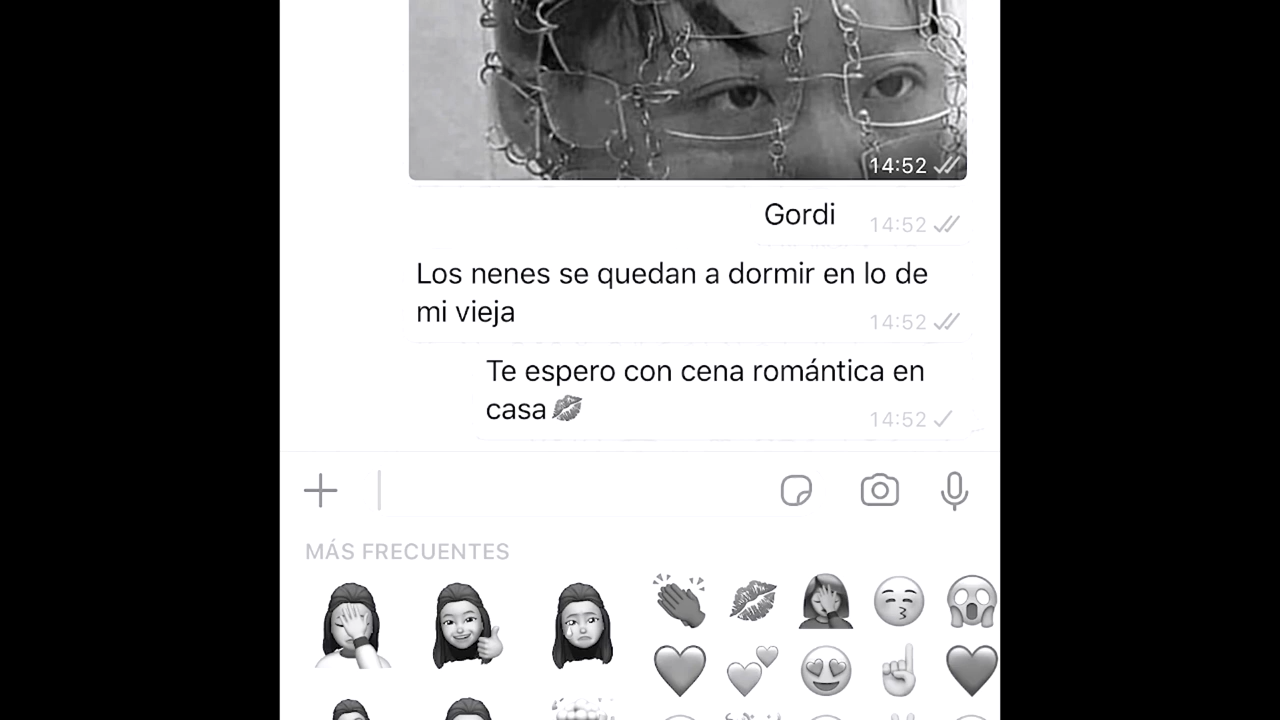 14:52
Gordi
14:52
Los nenes se quedan a dormir en lo de
mi vieja
14:52
Te espero con cena romántica en
casa💋
14:52
MÁS FRECUENTES